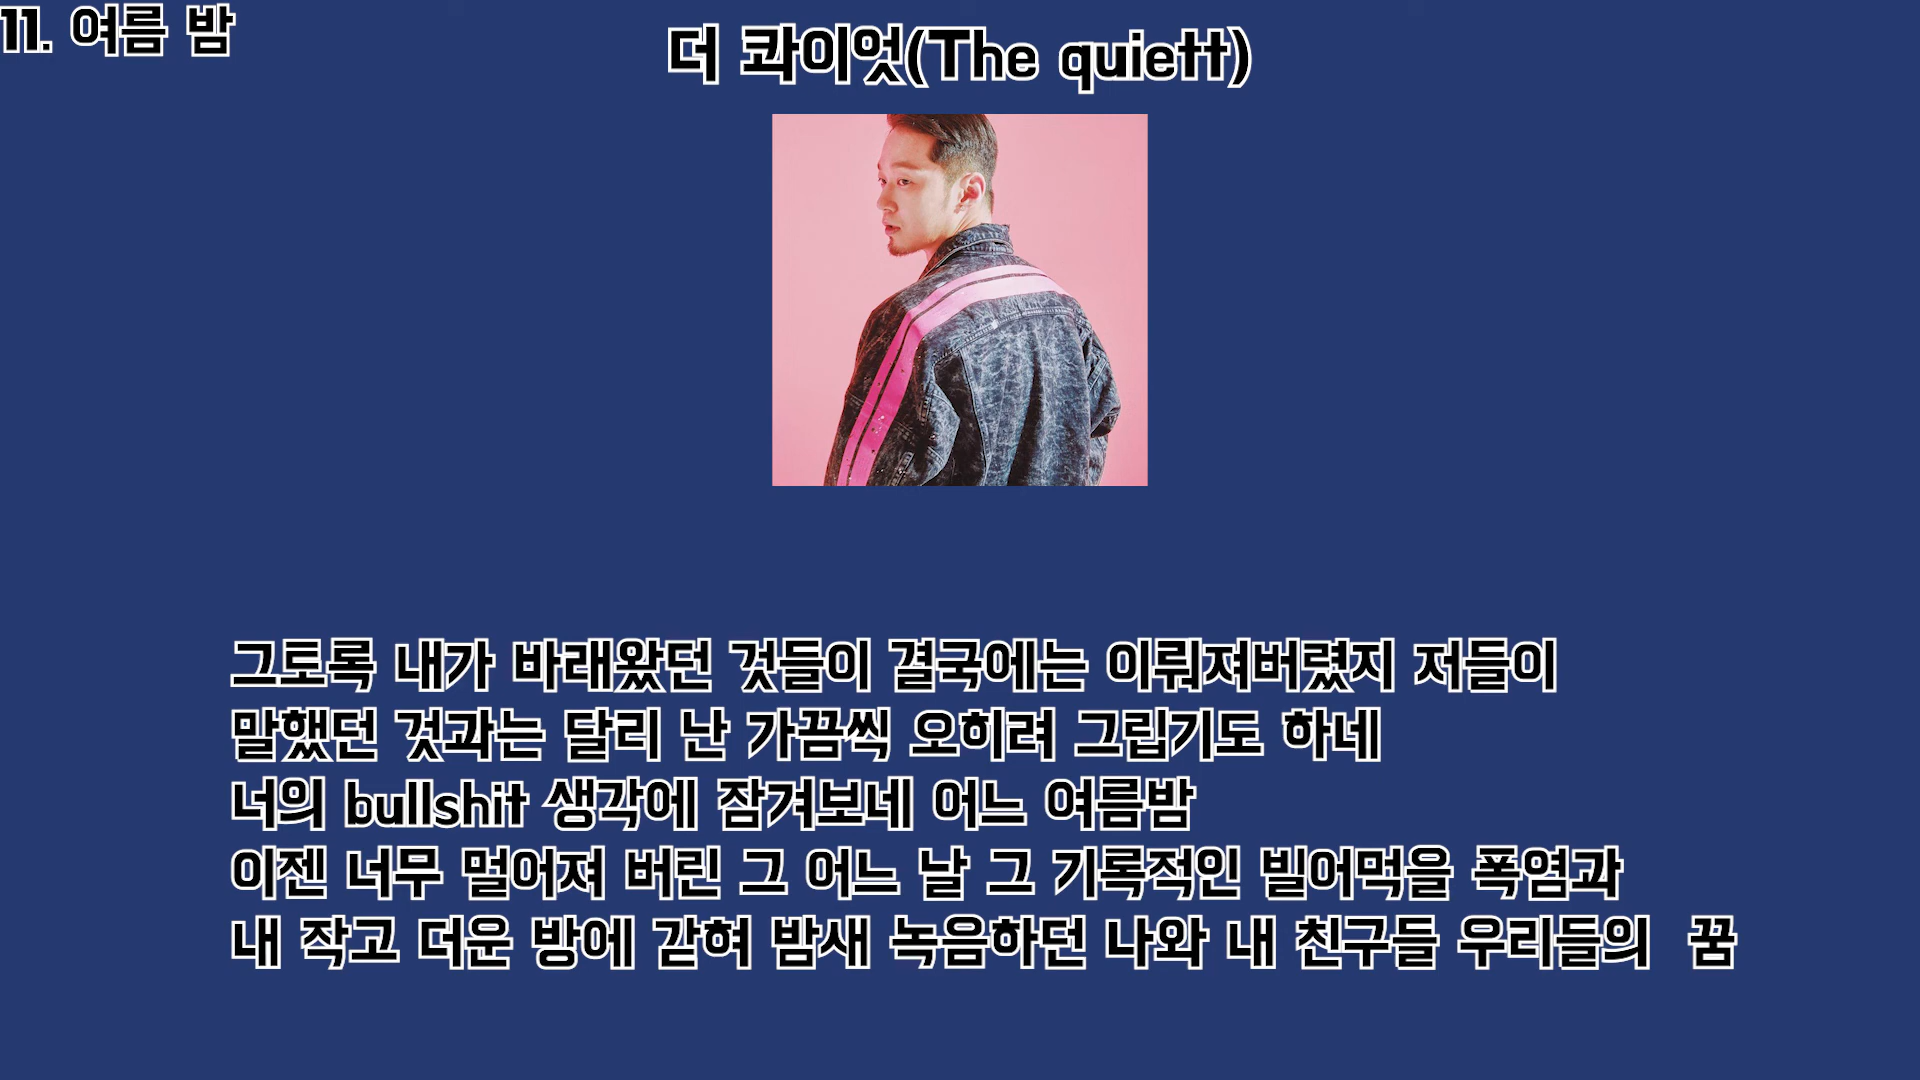 11. 여름 밤
더 콰이엇(The quiett)
그토록 내가 바래왔던 것들이 결국에는 이뤄져버렸지 저들이
말했던 것과는 달리 난 가끔씩 오히려 그립기도 하네
너의 bullshit 생각에 잠겨보네 어느 여름밤
이젠 너무 멀어져 버린 그 어느 날 그 기록적인 빌어먹을 폭염과
내 작고 더운 방에 갇혀 밤새 녹음하던 나와 내 친구들 우리들의  꿈